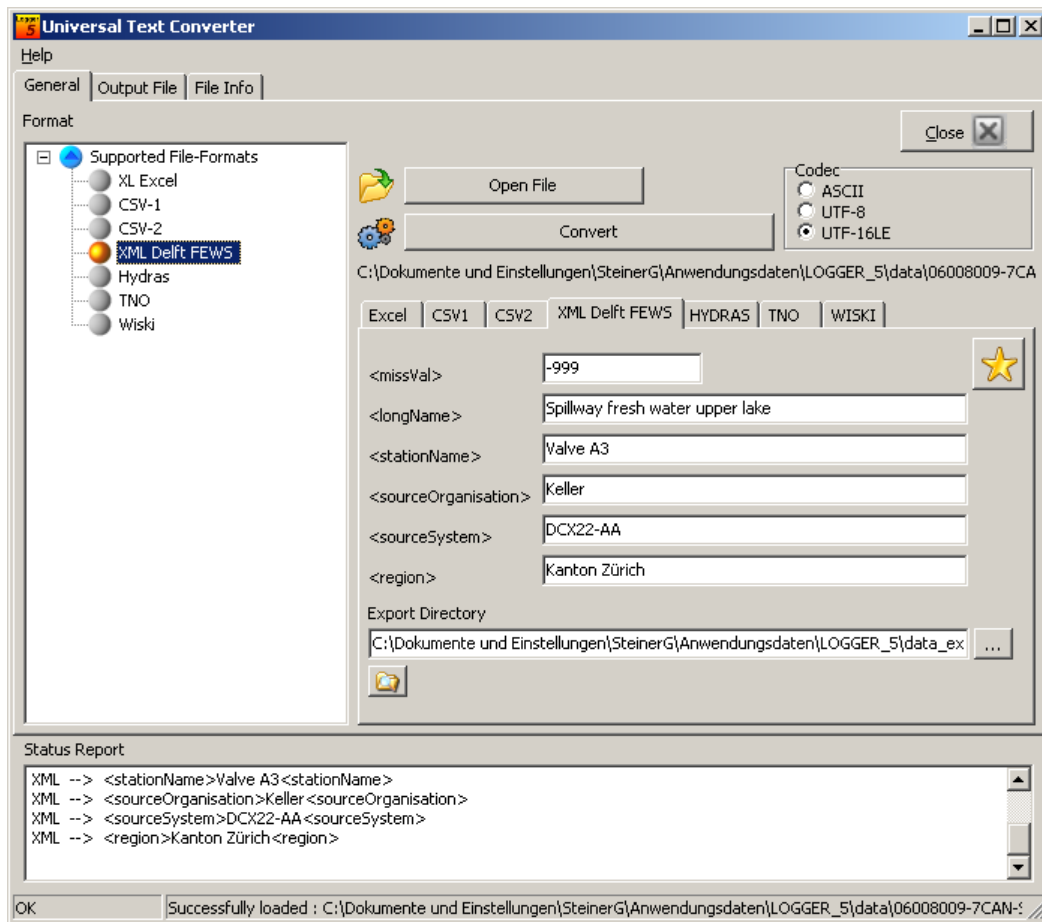 Universal Text Converter
Help
General Output File File Info
Format
Close
Supported File-Formats
XL Excel
CSV-1
CSV-2
XML Delft FEWS
Hydras
TNO
Wiski
Open File
Convert
Codec
ASCII
UTF-8
UTF-16LE
C:\Dokumente und Einstellungen\SteinerG\Anwendungsdaten\LOGGER_5\data\06008009-7CA
Excel CSV1 CSV2 XML Delft FEWS HYDRAS TNO WISKI
<missVal> -999
<longName> Spillway fresh water upper lake
<stationName> Valve A3
<sourceOrganisation> Keller
<sourceSystem> DCX22-AA
<region> Kanton Zürich
Export Directory
C:\Dokumente und Einstellungen\SteinerG\Anwendungsdaten\LOGGER_5\data_ex ...
Status Report
XML --> <stationName>Valve A3<stationName>
XML --> <sourceOrganisation>Keller<sourceOrganisation>
XML --> <sourceSystem>DCX22-AA<sourceSystem>
XML --> <region>Kanton Zürich<region>
OK Successfully loaded : C:\Dokumente und Einstellungen\SteinerG\Anwendungsdaten\LOGGER_5\data\06008009-7CAN-